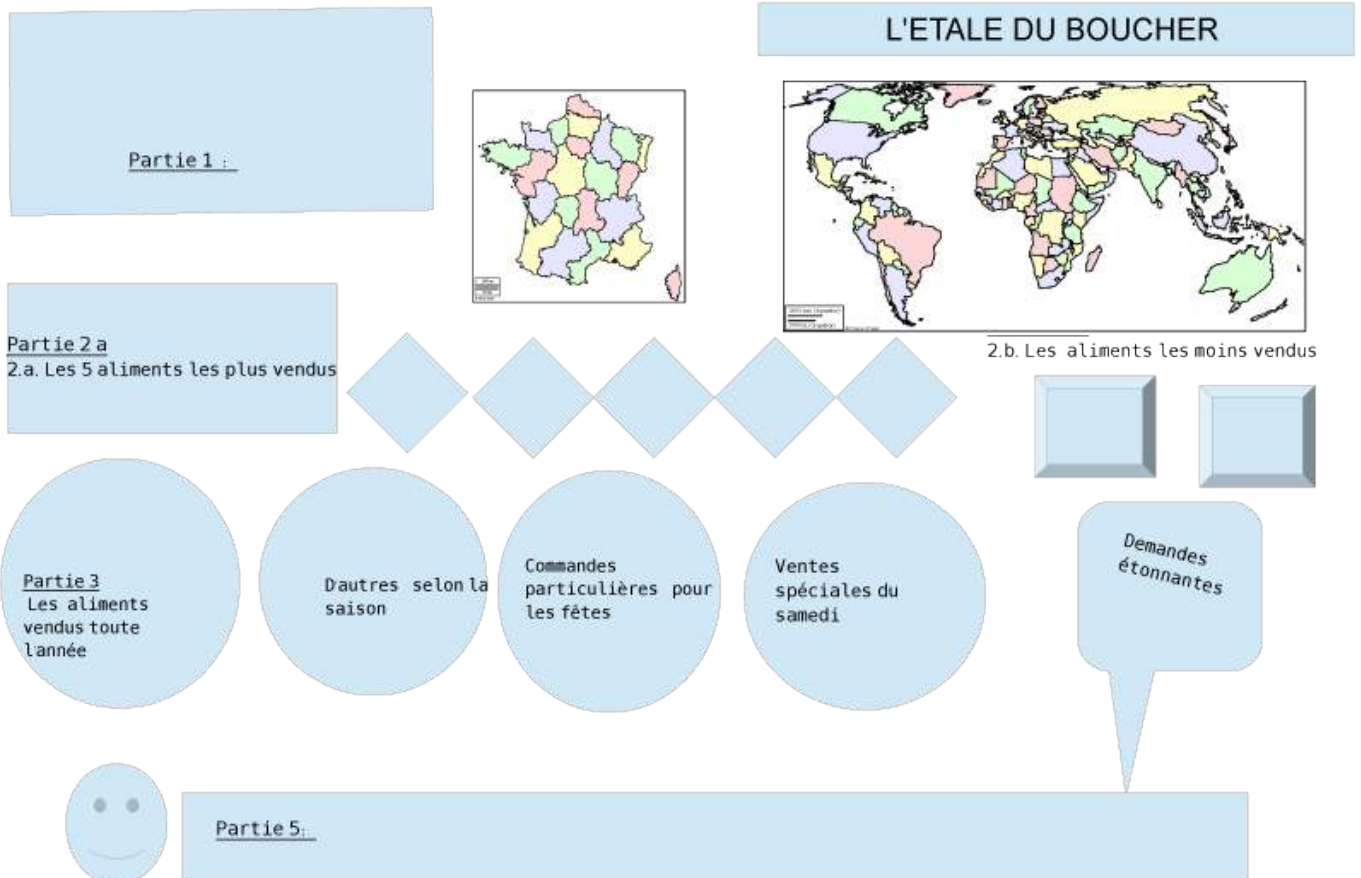 L'ETALE DU BOUCHER
Partie 1 :
Partie 2 a
2.a. Les 5 aliments les plus vendus
2.b. Les aliments les moins vendus
Partie 3
Les aliments
vendus toute
l'année
D'autres selon la
saison
Commandes
particulières pour
les fêtes
Ventes
spéciales du
samedi
Demandes
étonnantes
Partie 5: